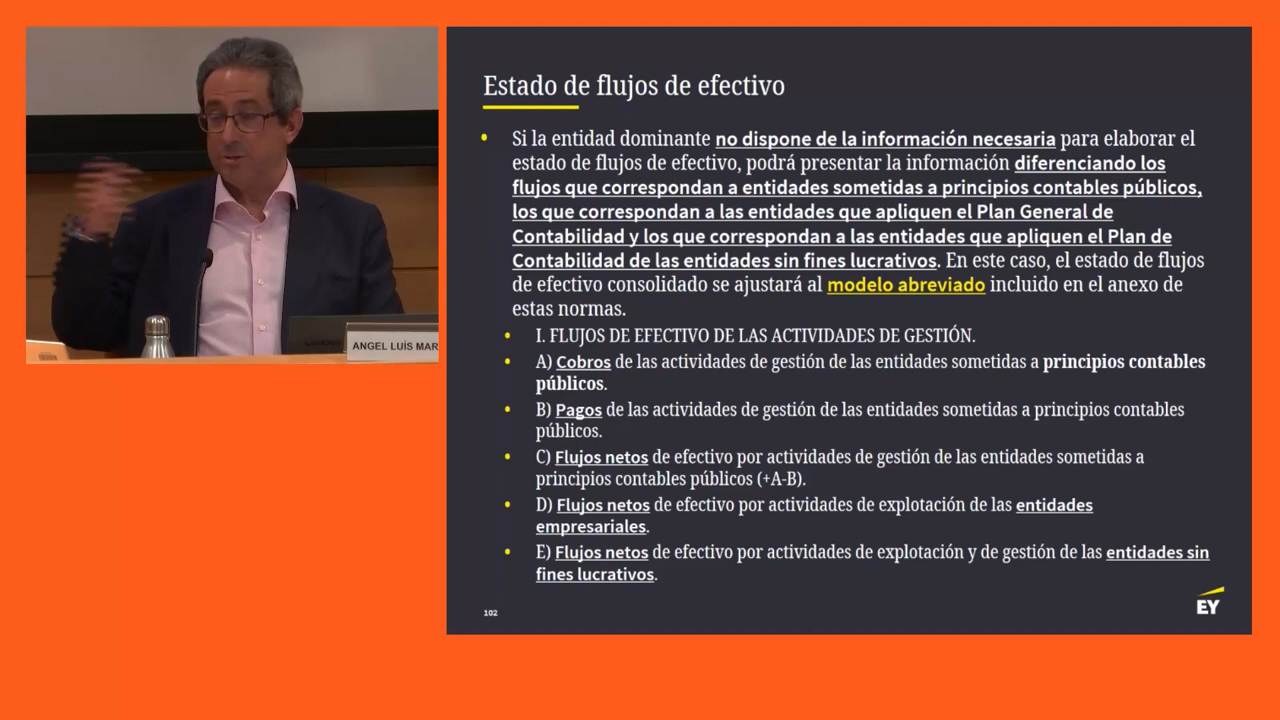 ANGEL LUÍS MAR
Estado de flujos de efectivo
• Si la entidad dominante no dispone de la información necesaria para elaborar el
estado de flujos de efectivo, podrá presentar la información diferenciando los
flujos que correspondan a entidades sometidas a principios contables públicos,
los que correspondan a las entidades que apliquen el Plan General de
Contabilidad y los que correspondan a las entidades que apliquen el Plan de
Contabilidad de las entidades sin fines lucrativos. En este caso, el estado de flujos
de efectivo consolidado se ajustará al modelo abreviado incluido en el anexo de
estas normas.
• I. FLUJOS DE EFECTIVO DE LAS ACTIVIDADES DE GESTIÓN.
• A) Cobros de las actividades de gestión de las entidades sometidas a principios contables
públicos.
• B) Pagos de las actividades de gestión de las entidades sometidas a principios contables
públicos.
• C) Flujos netos de efectivo por actividades de gestión de las entidades sometidas a
principios contables públicos (+A-B).
• D) Flujos netos de efectivo por actividades de explotación de las entidades
empresariales.
• E) Flujos netos de efectivo por actividades de explotación y de gestión de las entidades sin
fines lucrativos.
102
EY